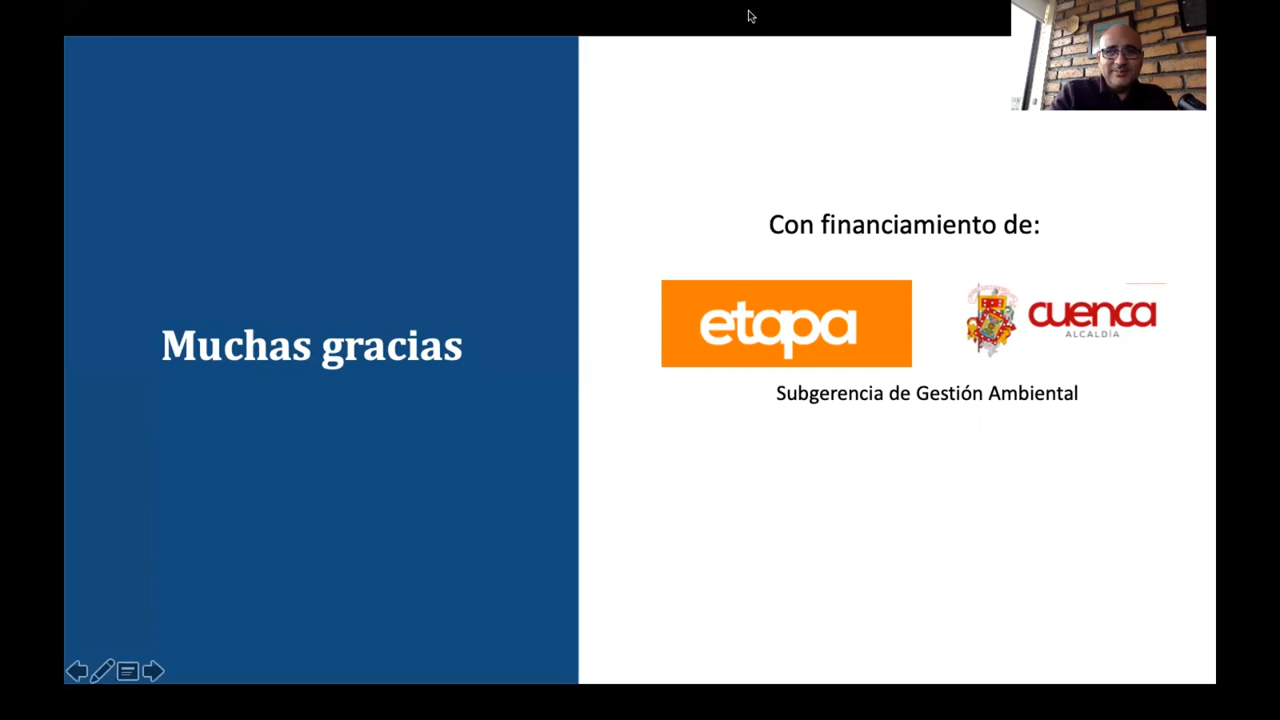 Muchas gracias
Con financiamiento de:
etapa
cuenca
ALCALDÍA
Subgerencia de Gestión Ambiental